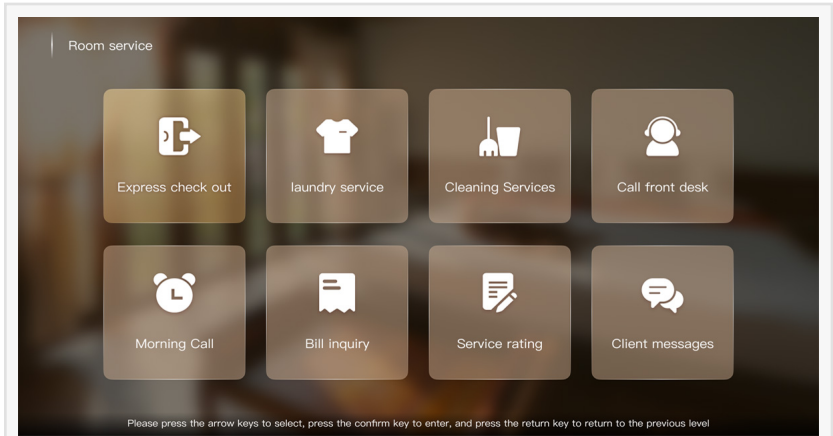 Room service
Express check out
laundry service
Cleaning Services
Call front desk
Morning Call
Bill inquiry
Service rating
Client messages
Please press the arrow keys to select, press the confirm key to enter, and press the return key to return to the previous level